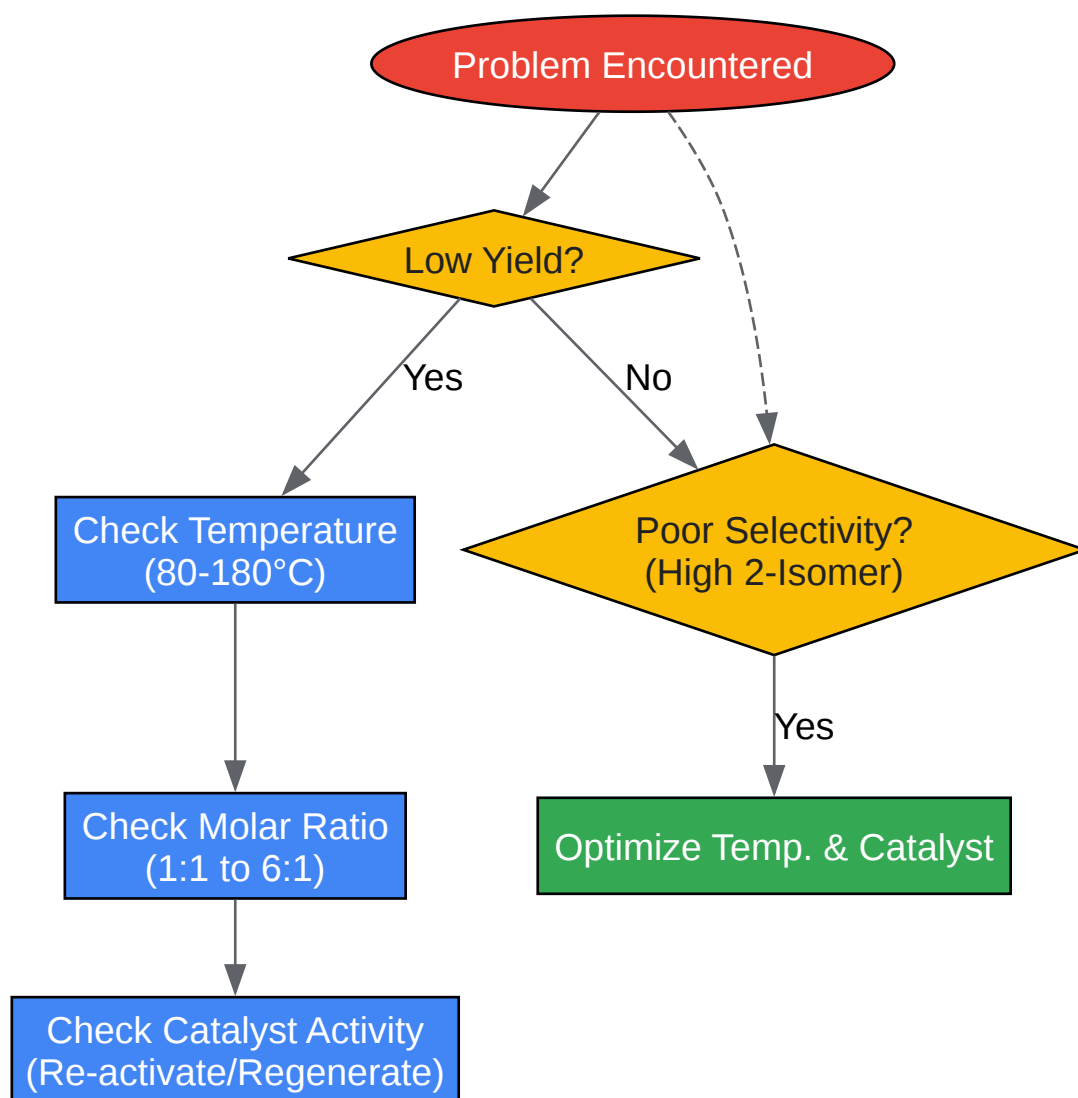 Problem Encountered
Low Yield?
Yes
No
Check Temperature
(80-180°C)
Poor Selectivity?
(High 2-Isomer)
Yes
Check Molar Ratio
(1:1 to 6:1)
Optimize Temp. & Catalyst
Check Catalyst Activity
(Re-activate/Regenerate)